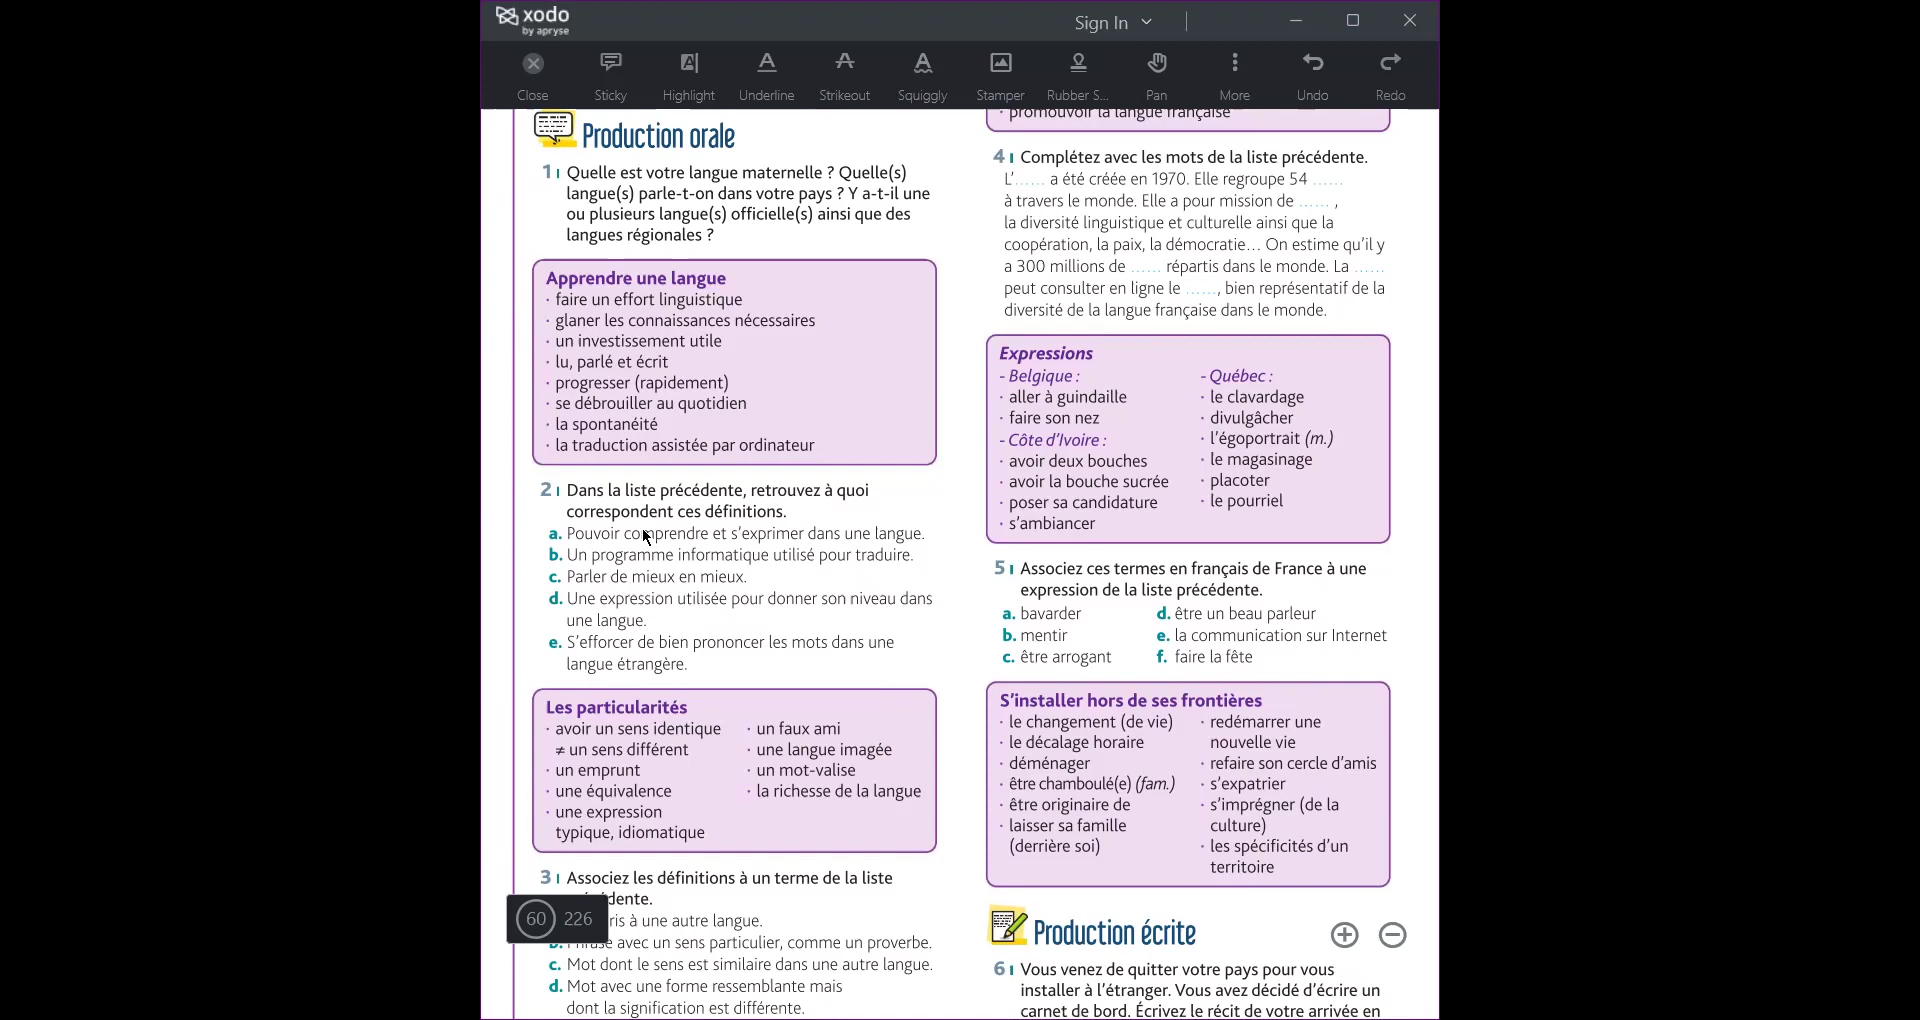 xodo
by apryse
Sign In
Close
Sticky
Highlight
Underline
Strikeout
Squiggly
Stamper
Rubber S...
Pan
More
Undo
Redo
Production orale
1 Quelle est votre langue maternelle ? Quelle(s)
langue(s) parle-t-on dans votre pays ? Y a-t-il une
ou plusieurs langue(s) officielle(s) ainsi que des
langues régionales ?
Apprendre une langue
· faire un effort linguistique
· glaner les connaissances nécessaires
· un investissement utile
· lu, parlé et écrit
· progresser (rapidement)
· se débrouiller au quotidien
· la spontanéité
· la traduction assistée par ordinateur
2 Dans la liste précédente, retrouvez à quoi
correspondent ces définitions.
a. Pouvoir comprendre et s'exprimer dans une langue.
b. Un programme informatique utilisé pour traduire.
c. Parler de mieux en mieux.
d. Une expression utilisée pour donner son niveau dans
une langue.
e. S'efforcer de bien prononcer les mots dans une
langue étrangère.
Les particularités
· avoir un sens identique
≠ un sens différent
· un emprunt
· une équivalence
· une expression
typique, idiomatique
· un faux ami
· une langue imagée
· un mot-valise
· la richesse de la langue
3 Associez les définitions à un terme de la liste
dente.
ris à une autre langue.
b. Phrase avec un sens particulier, comme un proverbe.
c. Mot dont le sens est similaire dans une autre langue.
d. Mot avec une forme ressemblante mais
dont la signification est différente.
60 226
· promouvoir la langue française
4 Complétez avec les mots de la liste précédente.
L'...... a été créée en 1970. Elle regroupe 54 ......
à travers le monde. Elle a pour mission de ...... ,
la diversité linguistique et culturelle ainsi que la
coopération, la paix, la démocratie... On estime qu'il y
a 300 millions de ...... répartis dans le monde. La ......
peut consulter en ligne le ......, bien représentatif de la
diversité de la langue française dans le monde.
Expressions
- Belgique :
· aller à guindaille
· faire son nez
- Côte d'Ivoire :
· avoir deux bouches
· avoir la bouche sucrée
· poser sa candidature
· s'ambiancer
- Québec :
· le clavardage
· divulgâcher
· l'égoportrait (m.)
· le magasinage
· placoter
· le pourriel
5 Associez ces termes en français de France à une
expression de la liste précédente.
a. bavarder
b. mentir
c. être arrogant
d. être un beau parleur
e. la communication sur Internet
f. faire la fête
S'installer hors de ses frontières
· le changement (de vie)
· le décalage horaire
· déménager
· être chamboulé(e) (fam.)
· être originaire de
· laisser sa famille
(derrière soi)
· redémarrer une
nouvelle vie
· refaire son cercle d'amis
· s'expatrier
· s'imprégner (de la
culture)
· les spécificités d'un
territoire
Production écrite
6 Vous venez de quitter votre pays pour vous
installer à l'étranger. Vous avez décidé d'écrire un
carnet de bord. Écrivez le récit de votre arrivée en